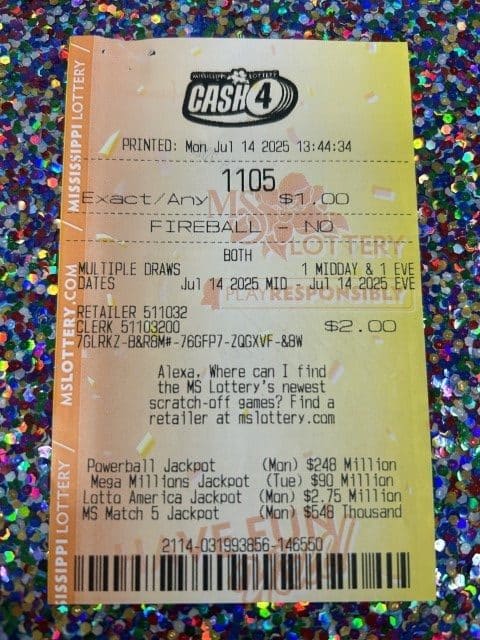 MISSISSIPPI LOTTERY
CASH 4
PRINTED: Mon Jul 14 2025 13:44:34
1105
Exact/Any $1.00
FIREBALL - NO
BOTH
MULTIPLE DRAWS 1 MIDDAY & 1 EVE
DATES Jul 14 2025 MID - Jul 14 2025 EVE
RETAILER 511032
CLERK 51103200 $2.00
7GLRKZ-B&R8M#-76GFP7-ZQGXVF-&BW
Alexa, Where can I find
the MS Lottery's newest
scratch-off games? Find a
retailer at mslottery.com
Powerball Jackpot (Mon) $248 Million
Mega Millions Jackpot (Tue) $90 Million
Lotto America Jackpot (Mon) $2.75 Million
MS Match 5 Jackpot (Mon) $548 Thousand
2114-031993856-146550
MISSISSIPPI LOTTERY /
MSLOTTERY.COM /
SISSIPPI LOTTERY /
MS
LOTTERY
PLAY RESPONSIBLY
HAVE FUN